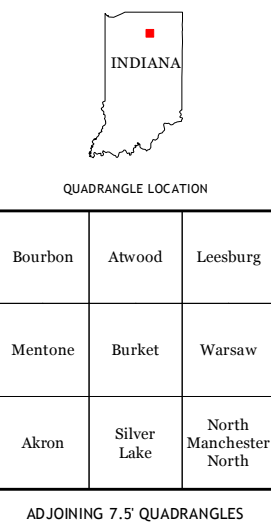 INDIANA
QUADRANGLE LOCATION
Bourbon Atwood Leesburg
Mentone Burket Warsaw
Akron
Silver
Lake
North
Manchester
North
ADJOINING 7.5' QUADRANGLES